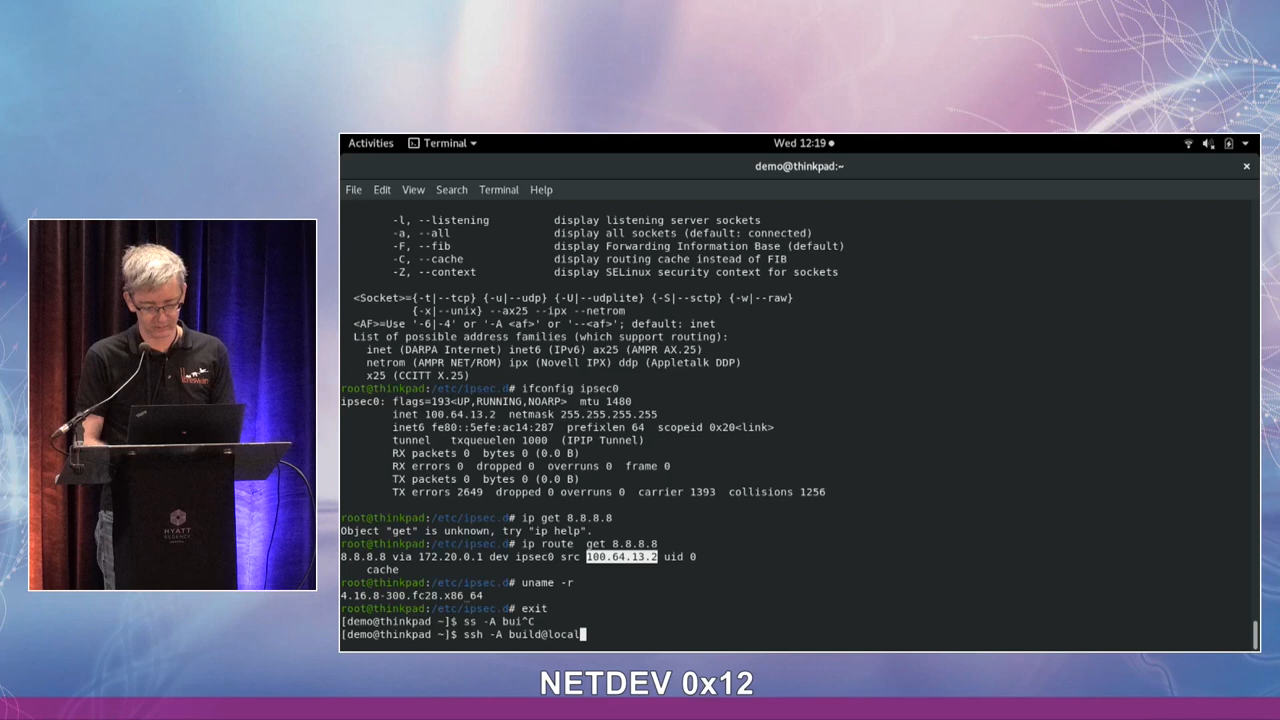 Activities Terminal Wed 12:19
demo@thinkpad:~
File Edit View Search Terminal Help
-l, --listening display listening server sockets
-a, --all display all sockets (default: connected)
-F, --fib display Forwarding Information Base (default)
-C, --cache display routing cache instead of FIB
-Z, --context display SELinux security context for sockets
<Socket>={-t|--tcp} {-u|--udp} {-U|--udplite} {-S|--sctp} {-w|--raw}
{-x|--unix} --ax25 --ipx --netrom
<AF>=Use '-6|-4' or '-A <af>' or '--<af>'; default: inet
List of possible address families (which support routing):
inet (DARPA Internet) inet6 (IPv6) ax25 (AMPR AX.25)
netrom (AMPR NET/ROM) ipx (Novell IPX) ddp (Appletalk DDP)
x25 (CCITT X.25)
root@thinkpad:/etc/ipsec.d# ifconfig ipsec0
ipsec0: flags=193<UP,RUNNING,NOARP> mtu 1480
inet 100.64.13.2 netmask 255.255.255.255
inet6 fe80::5efe:ac14:287 prefixlen 64 scopeid 0x20<link>
tunnel txqueuelen 1000 (IPIP Tunnel)
RX packets 0 bytes 0 (0.0 B)
RX errors 0 dropped 0 overruns 0 frame 0
TX packets 0 bytes 0 (0.0 B)
TX errors 2649 dropped 0 overruns 0 carrier 1393 collisions 1256
root@thinkpad:/etc/ipsec.d# ip get 8.8.8.8
Object "get" is unknown, try "ip help".
root@thinkpad:/etc/ipsec.d# ip route get 8.8.8.8
8.8.8.8 via 172.20.0.1 dev ipsec0 src 100.64.13.2 uid 0
cache
root@thinkpad:/etc/ipsec.d# uname -r
4.16.8-300.fc28.x86_64
root@thinkpad:/etc/ipsec.d# exit
[demo@thinkpad ~]$ ss -A bui^C
[demo@thinkpad ~]$ ssh -A build@local
HYATT
REGENCY
NETDEV 0x12